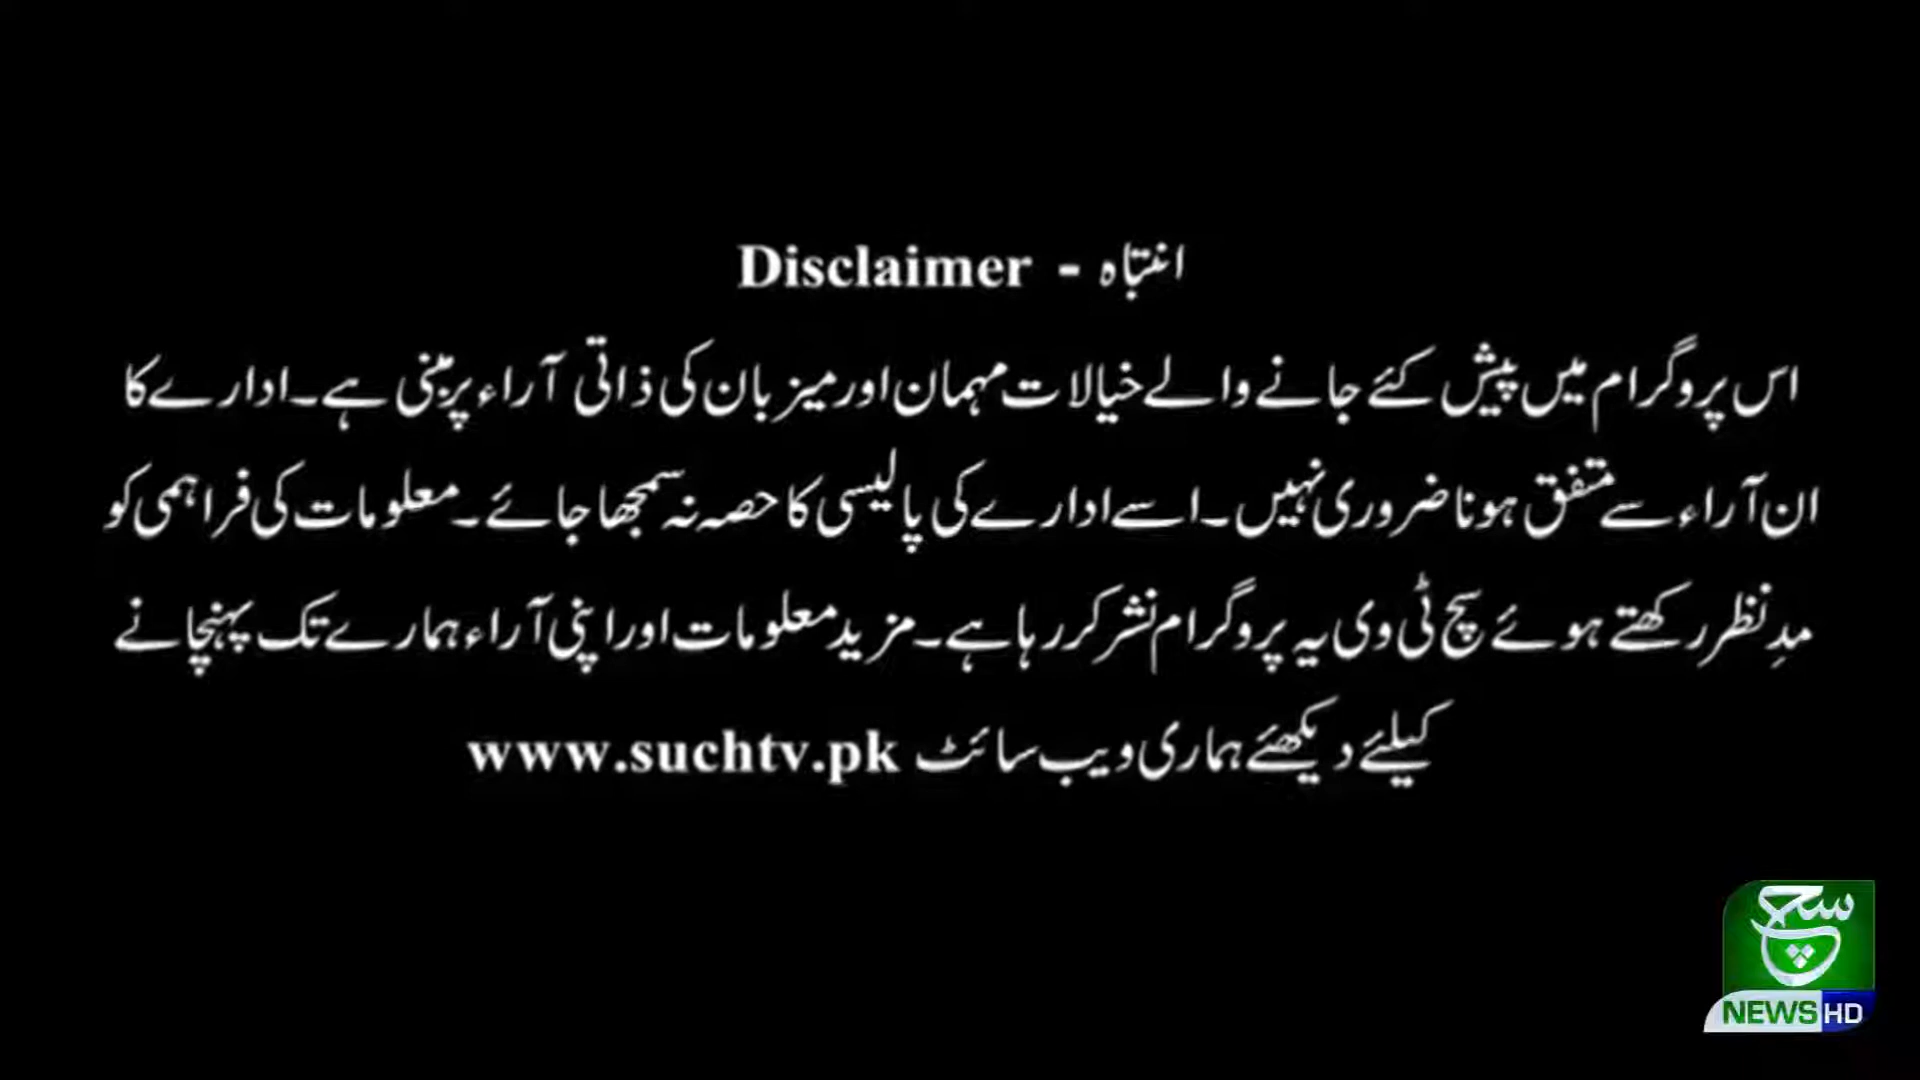 انتباہ - Disclaimer
اس پروگرام میں پیش کئے جانے والے خیالات مہمان اور میزبان کی ذاتی آراء پر مبنی ہے۔ ادارے کا
ان آراء سے متفق ہونا ضروری نہیں۔ اسے ادارے کی پالیسی کا حصہ نہ سمجھا جائے۔ معلومات کی فراہمی کو
مدِنظر رکھتے ہوئے سچ ٹی وی یہ پروگرام نشر کر رہا ہے۔ مزید معلومات اور اپنی آراء ہمارے تک پہنچانے
کیلئے دیکھئے ہماری ویب سائٹ www.suchtv.pk
سچ
NEWS HD